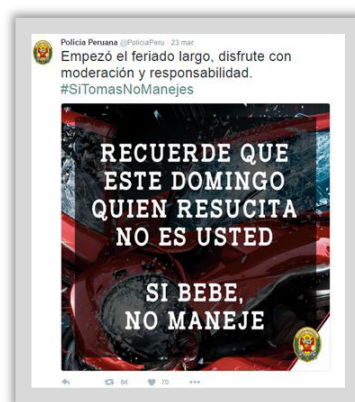 Policía Peruana @PoliciaPeru · 23 mar.
Empezó el feriado largo, disfrute con
moderación y responsabilidad.
#SiTomasNoManejes
RECUERDE QUE
ESTE DOMINGO
QUIEN RESUCITA
NO ES USTED
SI BEBE,
NO MANEJE
64 70